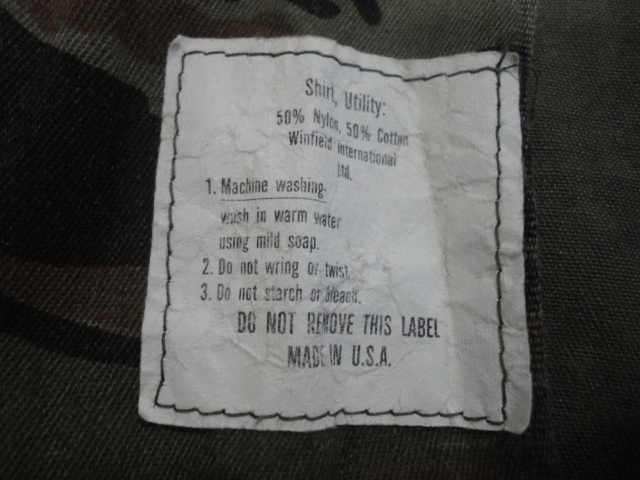 Shirt, Utility:
50% Nylon, 50% Cotton
Winfield International
Ltd.
1. Machine washing.
wash in warm water
using mild soap.
2. Do not wring or twist.
3. Do not starch or bleach.
DO NOT REMOVE THIS LABEL
MADE IN U.S.A.